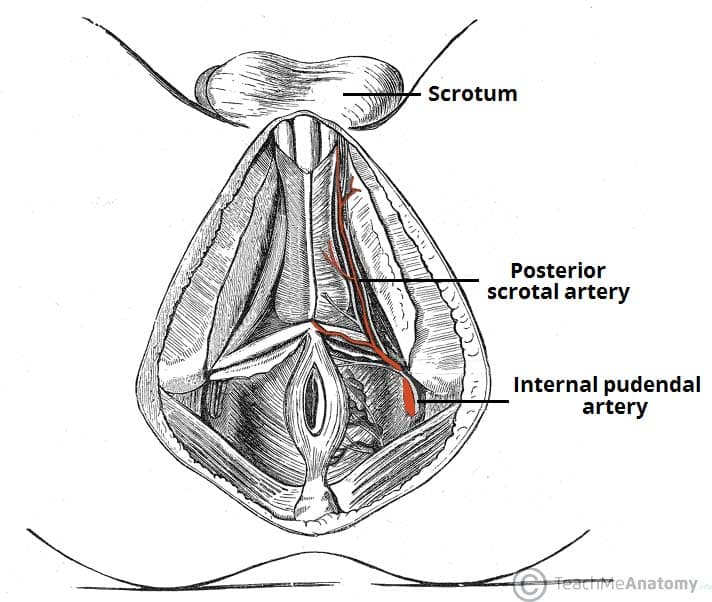 Scrotum
Posterior
scrotal artery
Internal pudendal
artery
© TeachMeAnatomy